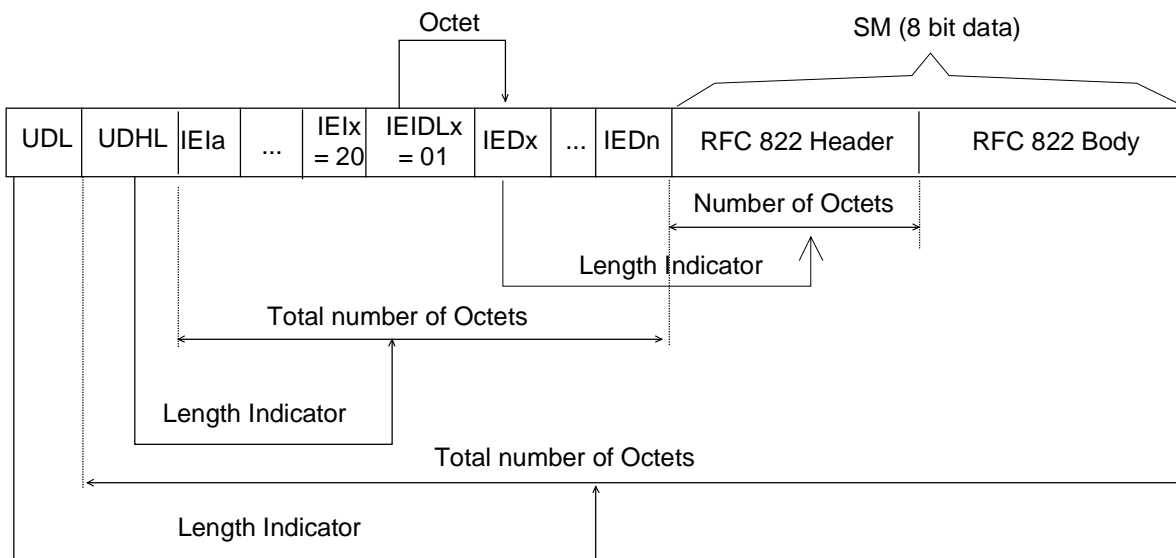 Octet
SM (8 bit data)
UDL UDHL IEIa ... IEIx = 20 IEIDLx = 01 IEDx ... IEDn RFC 822 Header RFC 822 Body
Number of Octets
Length Indicator
Total number of Octets
Length Indicator
Total number of Octets
Length Indicator